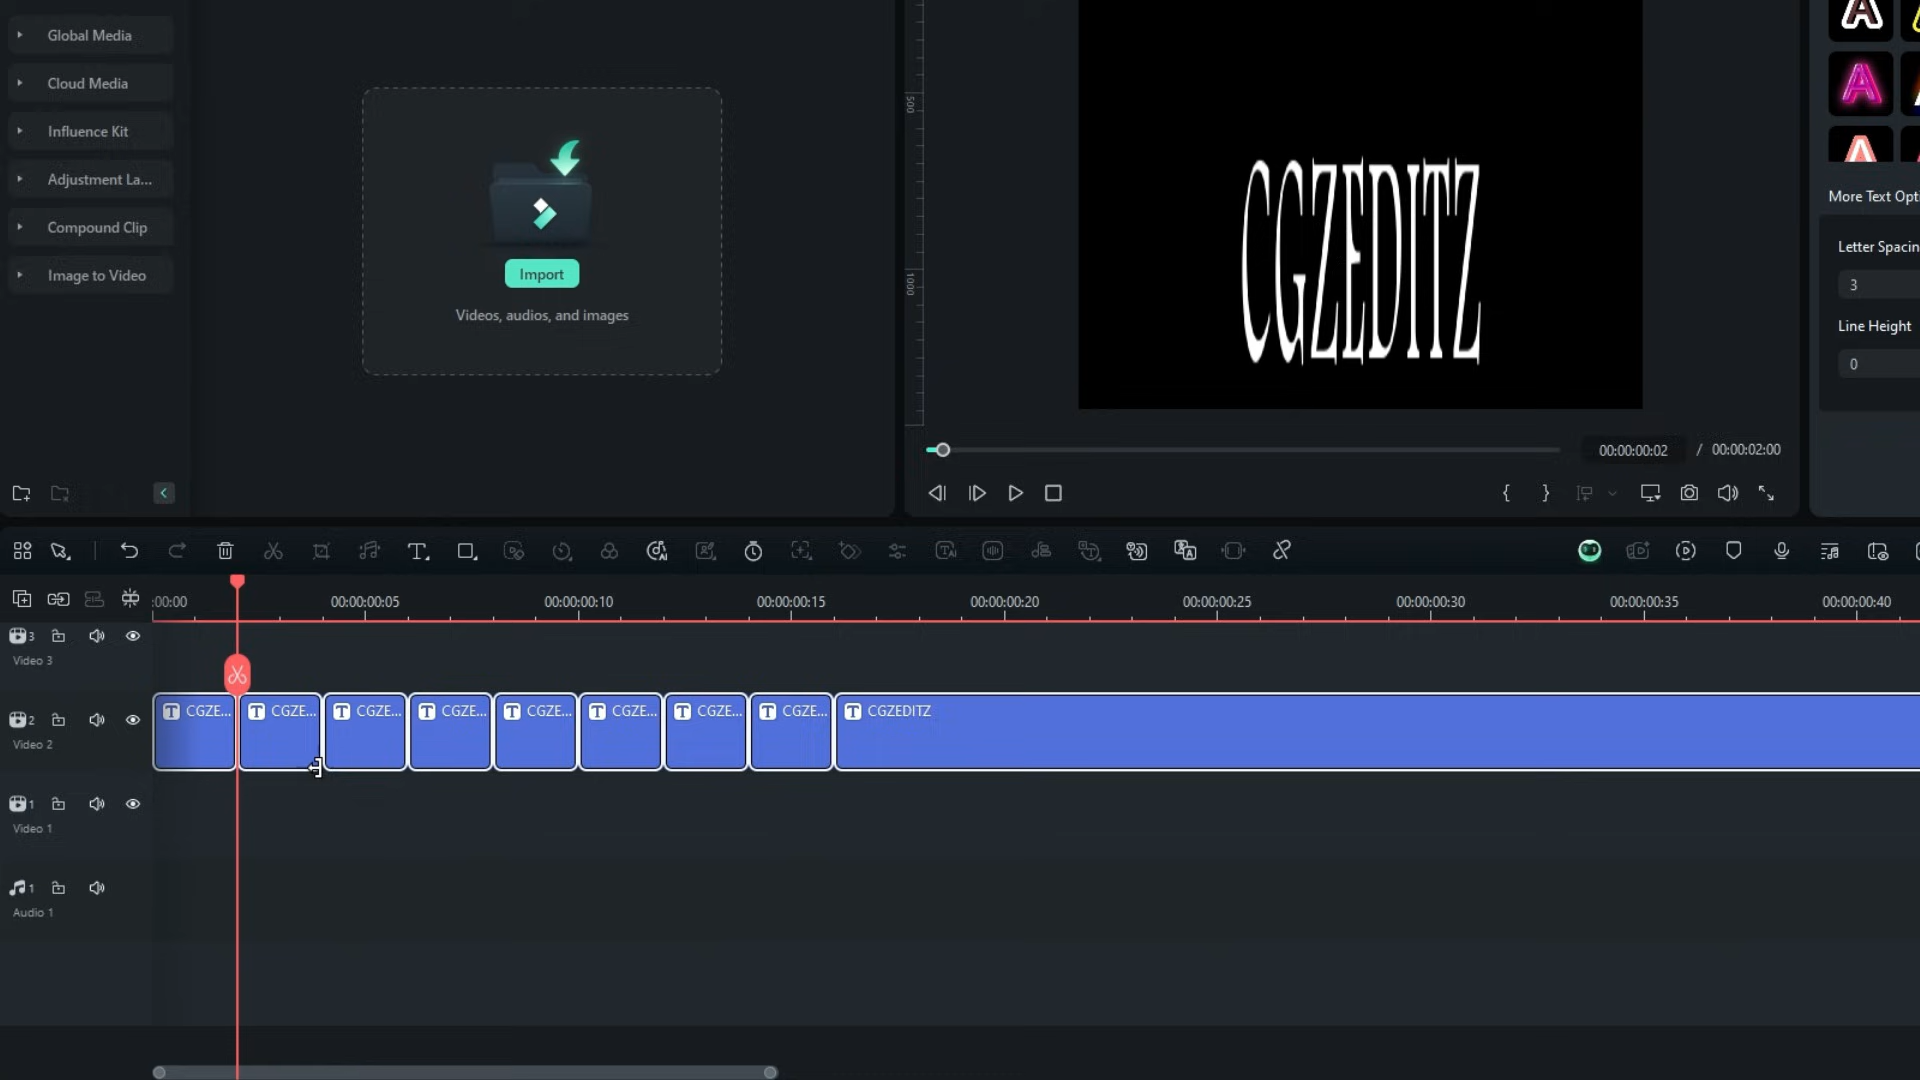 Global Media
Cloud Media
Influence Kit
Adjustment La...
Compound Clip
Image to Video
Import
Videos, audios, and images
500
1000
CGZEDITZ
00:00:00:02 / 00:00:02:00
More Text Opti
Letter Spacin
3
Line Height
0
:00:00
00:00:00:05
00:00:00:10
00:00:00:15
00:00:00:20
00:00:00:25
00:00:00:30
00:00:00:35
00:00:00:40
3
Video 3
2
Video 2
T CGZE...
T CGZE...
T CGZE...
T CGZE...
T CGZE...
T CGZE...
T CGZE...
T CGZE...
T CGZEDITZ
1
Video 1
1
Audio 1